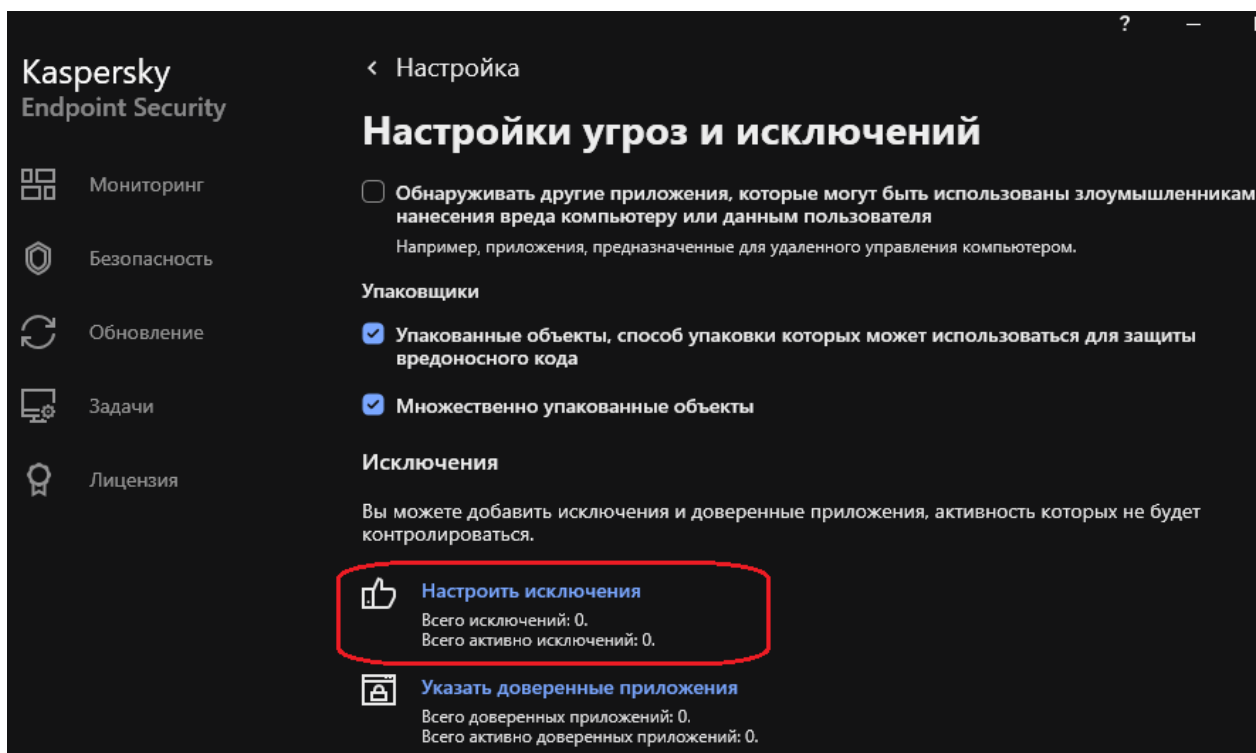 ?
Kaspersky
Endpoint Security
Мониторинг
Безопасность
Обновление
Задачи
Лицензия
Настройка
Настройки угроз и исключений
Обнаруживать другие приложения, которые могут быть использованы злоумышленникам
нанесения вреда компьютеру или данным пользователя
Например, приложения, предназначенные для удаленного управления компьютером.
Упаковщики
Упакованные объекты, способ упаковки которых может использоваться для защиты
вредоносного кода
Множественно упакованные объекты
Исключения
Вы можете добавить исключения и доверенные приложения, активность которых не будет
контролироваться.
Настроить исключения
Всего исключений: 0.
Всего активно исключений: 0.
Указать доверенные приложения
Всего доверенных приложений: 0.
Всего активно доверенных приложений: 0.